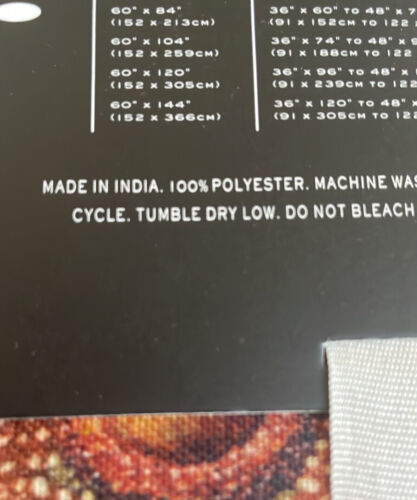 60" x 84"
(152 x 213CM)
60" x 104"
(152 x 259CM)
60" x 120"
(152 x 305CM)
60" x 144"
(152 x 366CM)
36" x 60" TO 48" x
(91 x 152CM TO 122
36" x 74" TO 48" x
(91 x 188CM TO 122
36" x 96" TO 48" x
(91 x 239CM TO 122
36" x 120" TO 48" x
(91 x 305CM TO 122
MADE IN INDIA. 100% POLYESTER. MACHINE WAS
CYCLE. TUMBLE DRY LOW. DO NOT BLEACH